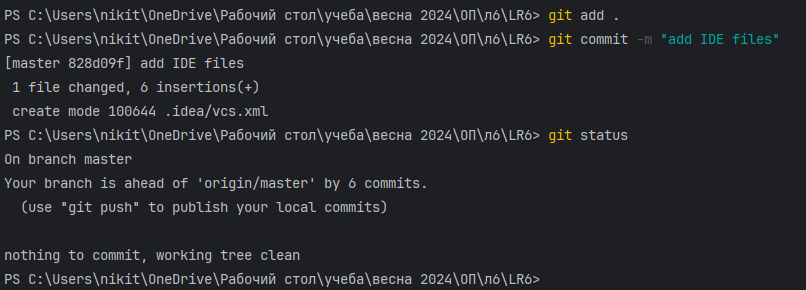 PS C:\Users\nikit\OneDrive\Рабочий стол\учеба\весна 2024\ОП\л6\LR6> git add .
PS C:\Users\nikit\OneDrive\Рабочий стол\учеба\весна 2024\ОП\л6\LR6> git commit -m "add IDE files"
[master 828d09f] add IDE files
 1 file changed, 6 insertions(+)
 create mode 100644 .idea/vcs.xml
PS C:\Users\nikit\OneDrive\Рабочий стол\учеба\весна 2024\ОП\л6\LR6> git status
On branch master
Your branch is ahead of 'origin/master' by 6 commits.
  (use "git push" to publish your local commits)
nothing to commit, working tree clean
PS C:\Users\nikit\OneDrive\Рабочий стол\учеба\весна 2024\ОП\л6\LR6>